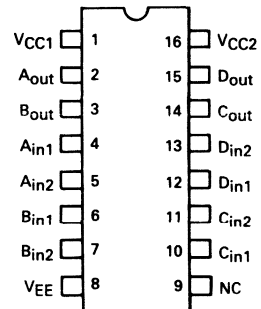 VCC1 1 16 VCC2
Aout 2 15 Dout
Bout 3 14 Cout
Ain1 4 13 Din2
Ain2 5 12 Din1
Bin1 6 11 Cin2
Bin2 7 10 Cin1
VEE 8 9 NC